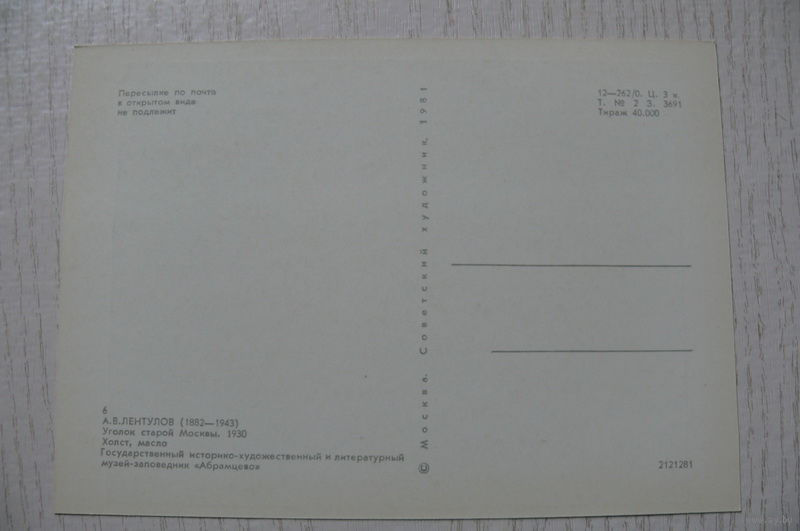 Пересылке по почте
в открытом виде
не подлежит
12—262/0. Ц. 3 к.
Т. № 2 З. 3691
Тираж 40.000
© Москва. Советский художник. 1981
6
А.В.ЛЕНТУЛОВ (1882—1943)
Уголок старой Москвы. 1930
Холст, масло
Государственный историко-художественный и литературный
музей-заповедник «Абрамцево»
2121281